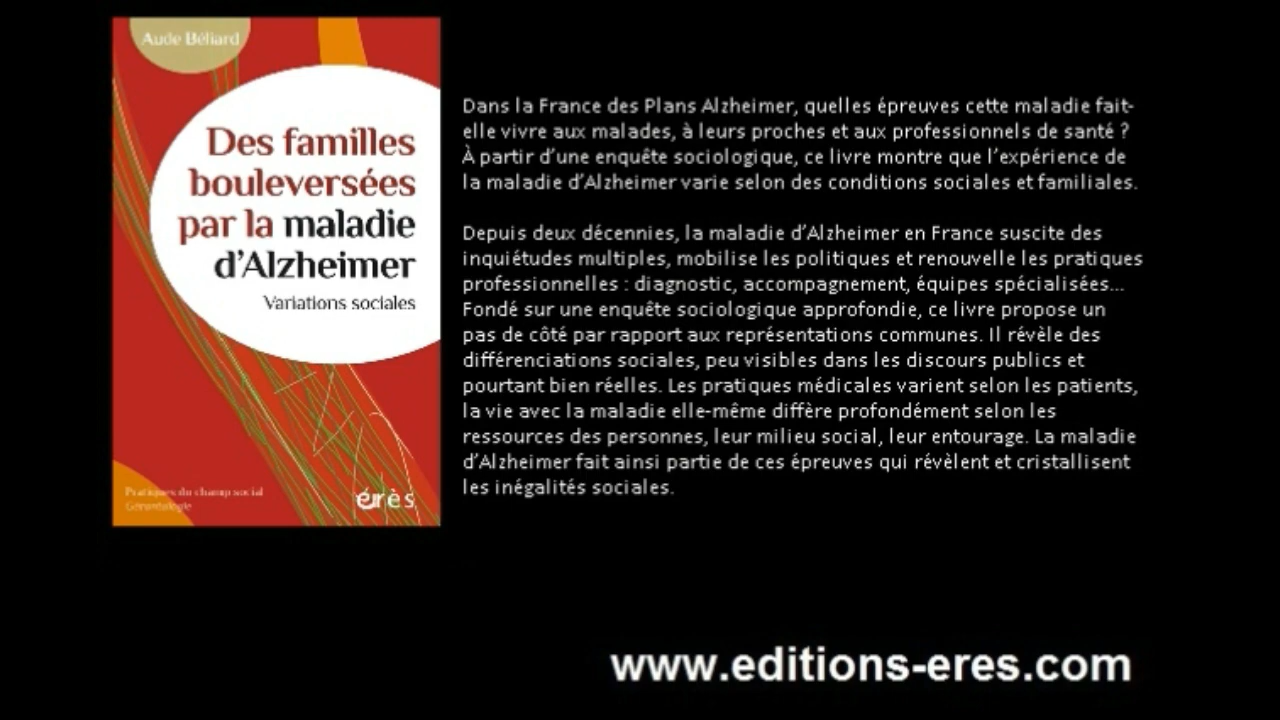 Aude Béliard
Des familles
bouleversées
par la maladie
d'Alzheimer
Variations sociales
Pratiques du champ social
Gérontologie
érès
Dans la France des Plans Alzheimer, quelles épreuves cette maladie fait-
elle vivre aux malades, à leurs proches et aux professionnels de santé ?
À partir d'une enquête sociologique, ce livre montre que l'expérience de
la maladie d'Alzheimer varie selon des conditions sociales et familiales.
Depuis deux décennies, la maladie d'Alzheimer en France suscite des
inquiétudes multiples, mobilise les politiques et renouvelle les pratiques
professionnelles : diagnostic, accompagnement, équipes spécialisées...
Fondé sur une enquête sociologique approfondie, ce livre propose un
pas de côté par rapport aux représentations communes. Il révèle des
différenciations sociales, peu visibles dans les discours publics et
pourtant bien réelles. Les pratiques médicales varient selon les patients,
la vie avec la maladie elle-même diffère profondément selon les
ressources des personnes, leur milieu social, leur entourage. La maladie
d'Alzheimer fait ainsi partie de ces épreuves qui révèlent et cristallisent
les inégalités sociales.
www.editions-eres.com